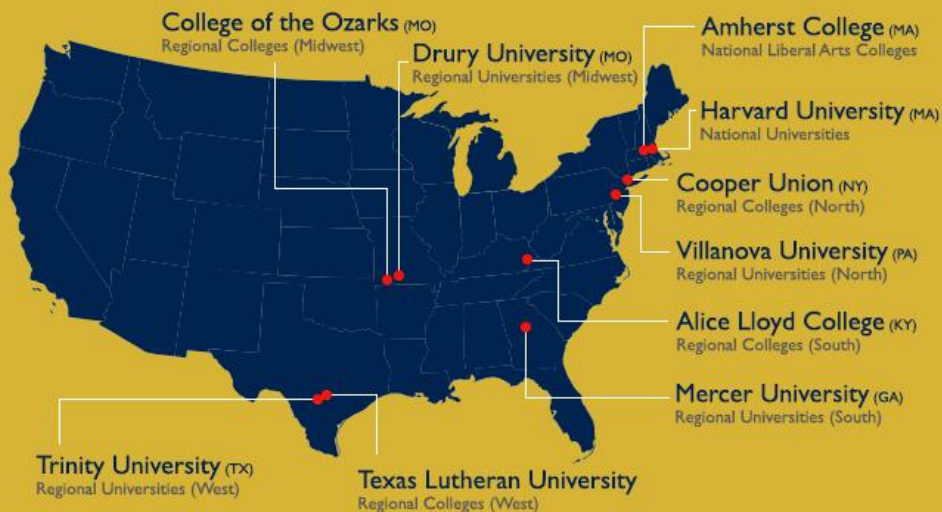 College of the Ozarks (MO)
Regional Colleges (Midwest)
Drury University (MO)
Regional Universities (Midwest)
Amherst College (MA)
National Liberal Arts Colleges
Harvard University (MA)
National Universities
Cooper Union (NY)
Regional Colleges (North)
Villanova University (PA)
Regional Universities (North)
Alice Lloyd College (KY)
Regional Colleges (South)
Mercer University (GA)
Regional Universities (South)
Trinity University (TX)
Regional Universities (West)
Texas Lutheran University
Regional Colleges (West)